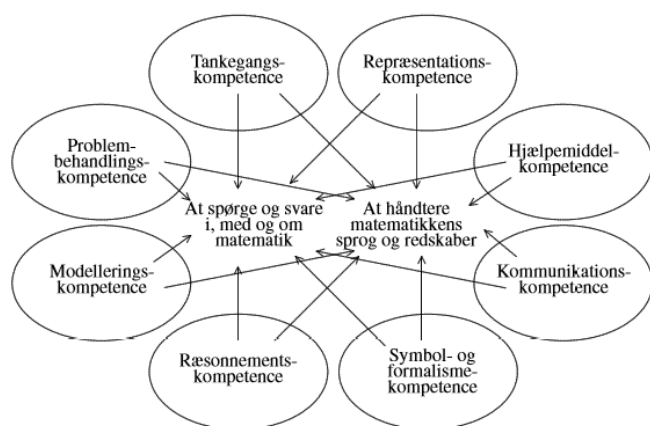 Tankegangs-
kompetence
Repræsentations-
kompetence
Problem-
behandlings-
kompetence
Hjælpemiddel-
kompetence
At spørge og svare
i, med og om
matematik
At håndtere
matematikkens
sprog og redskaber
Modellerings-
kompetence
Kommunikations-
kompetence
Ræsonnements-
kompetence
Symbol- og
formalisme-
kompetence